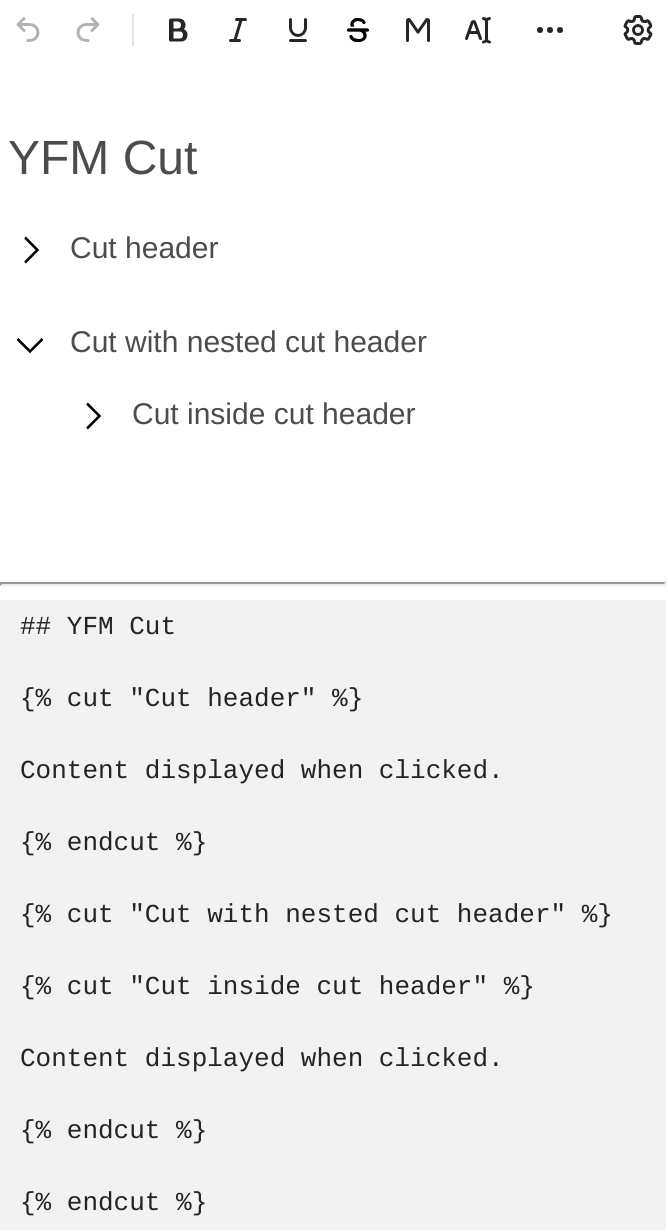 B I U S M AI
YFM Cut
Cut header
Cut with nested cut header
Cut inside cut header
## YFM Cut
{% cut "Cut header" %}
Content displayed when clicked.
{% endcut %}
{% cut "Cut with nested cut header" %}
{% cut "Cut inside cut header" %}
Content displayed when clicked.
{% endcut %}
{% endcut %}